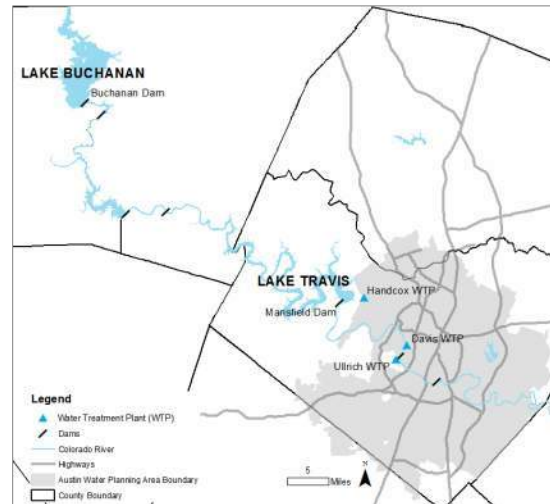 LAKE BUCHANAN
Buchanan Dam
LAKE TRAVIS
Handcox WTP
Mansfield Dam
Davis WTP
Ullrich WTP
Legend
Water Treatment Plant (WTP)
Dams
Colorado River
Highways
Austin Water Planning Area Boundary
County Boundary
5
Miles
N